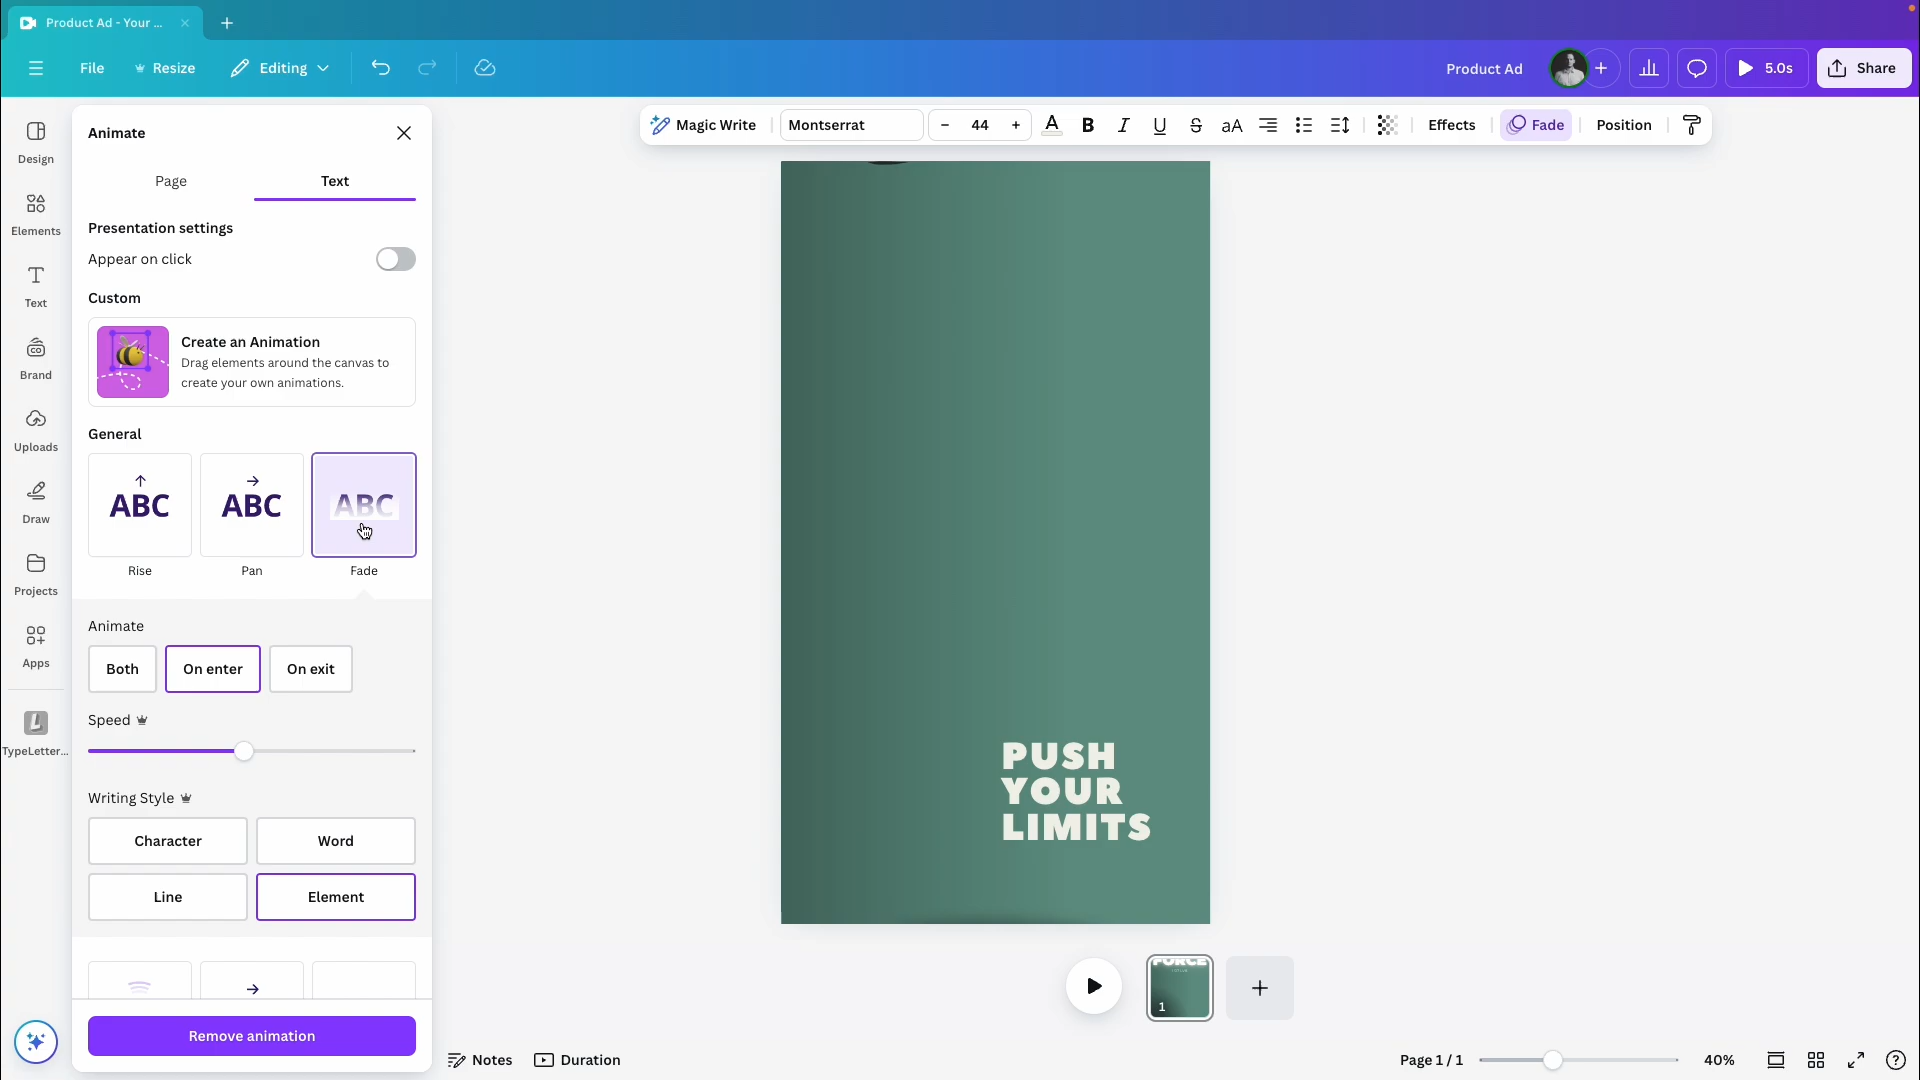 Product Ad - Your ...
File
Resize
Editing
Product Ad
5.0s
Share
Design
Elements
Text
Brand
Uploads
Draw
Projects
Apps
TypeLetter...
Animate
Page
Text
Presentation settings
Appear on click
Custom
Create an Animation
Drag elements around the canvas to
create your own animations.
General
ABC
ABC
ABC
Rise
Pan
Fade
Animate
Both
On enter
On exit
Speed
Writing Style
Character
Word
Line
Element
Remove animation
Magic Write
Montserrat
44
A
B
I
U
S
aA
Effects
Fade
Position
PUSH
YOUR
LIMITS
FORCE
1
Notes
Duration
Page 1 / 1
40%